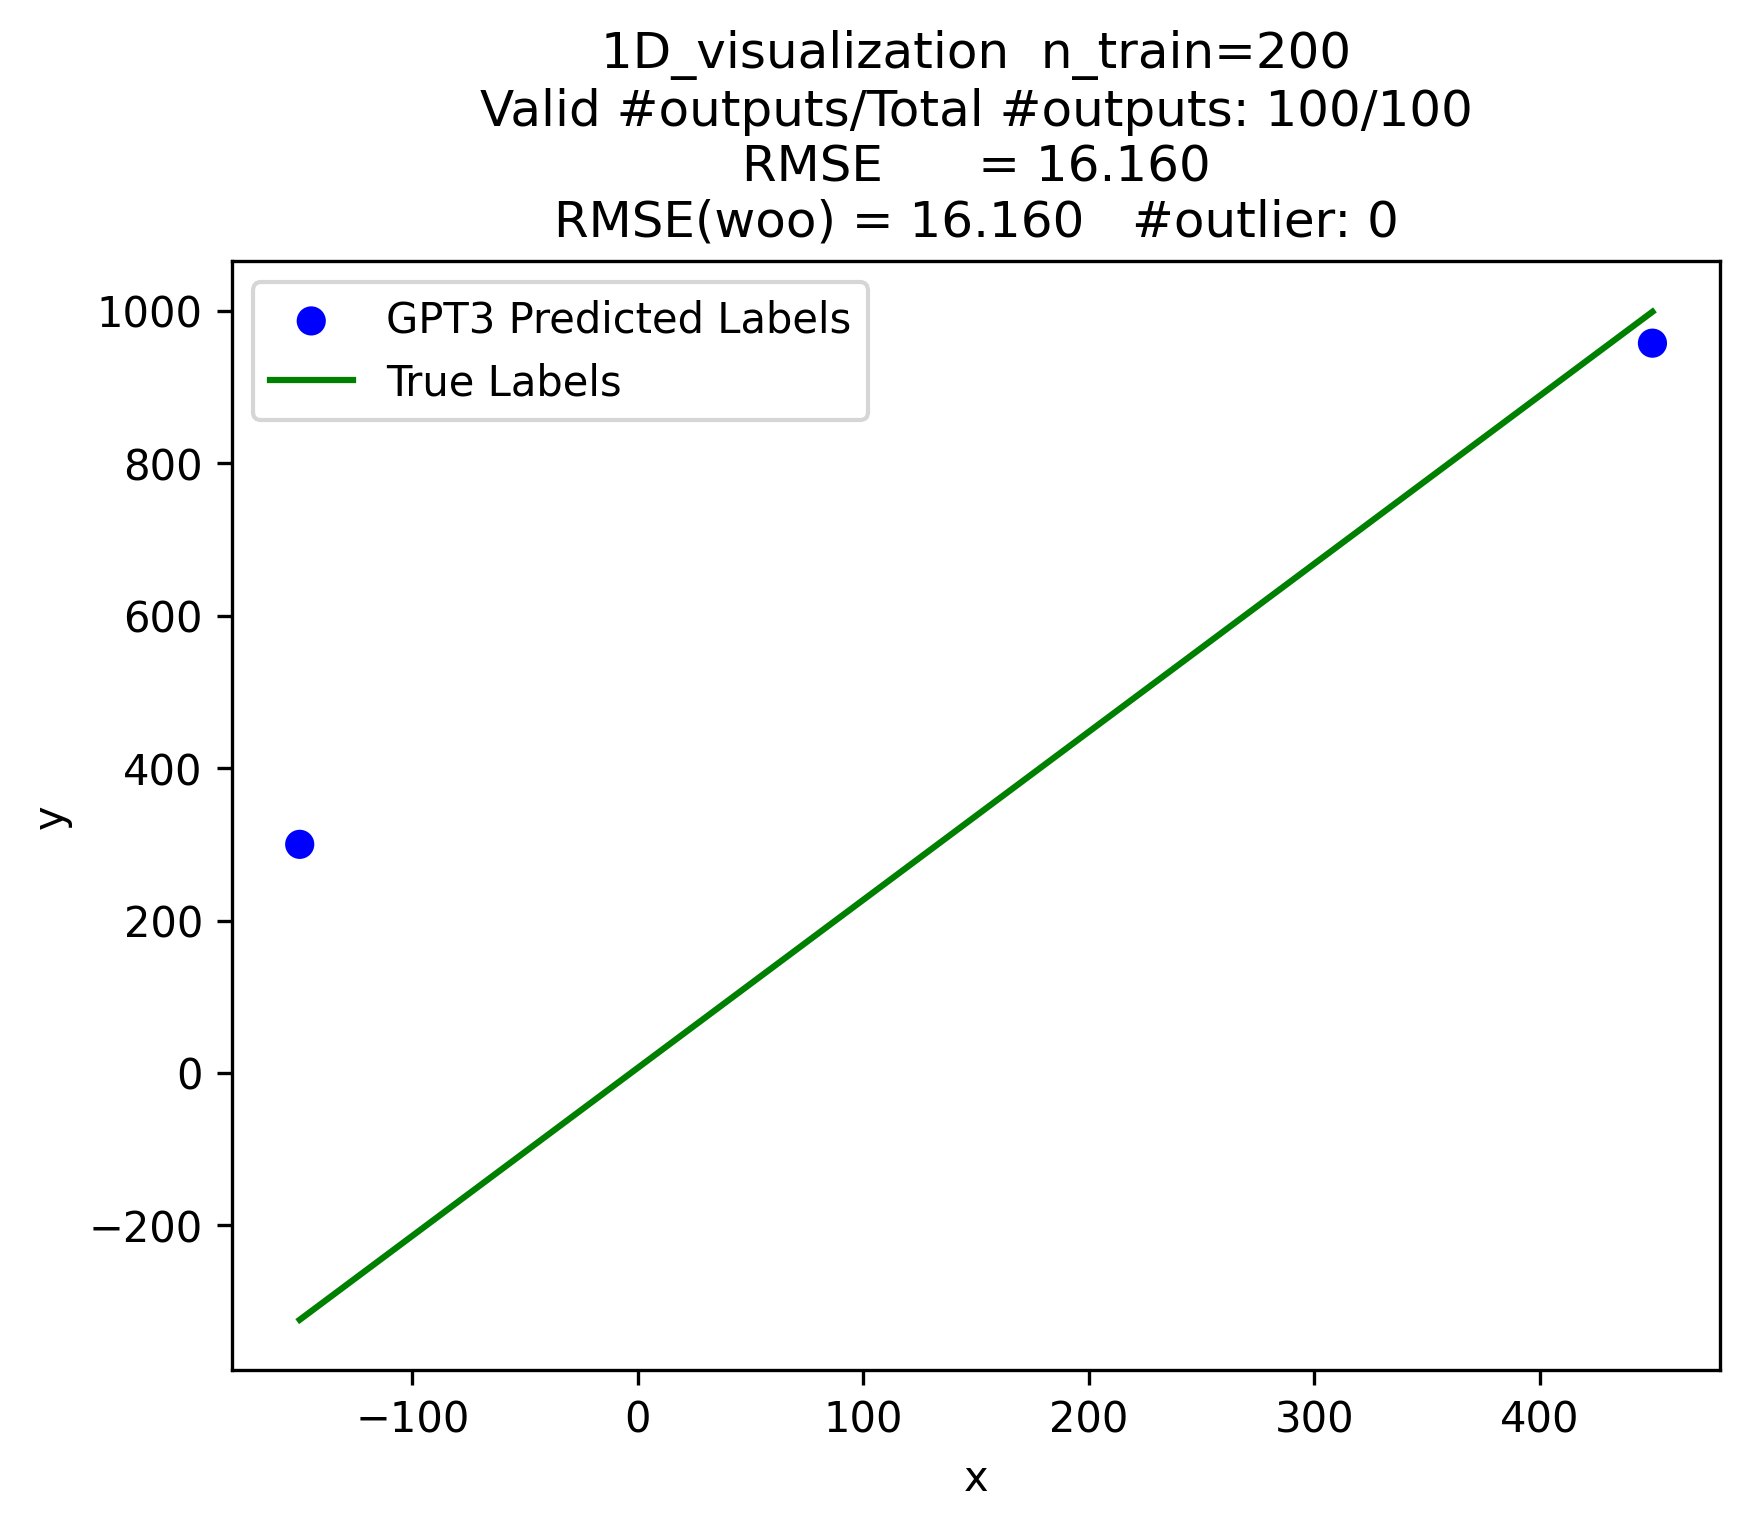 1D_visualization  n_train=200
Valid #outputs/Total #outputs: 100/100
RMSE      = 16.160
RMSE(woo) = 16.160   #outlier: 0
GPT3 Predicted Labels
True Labels
1000
800
600
400
200
0
−200
y
−100
0
100
200
300
400
x